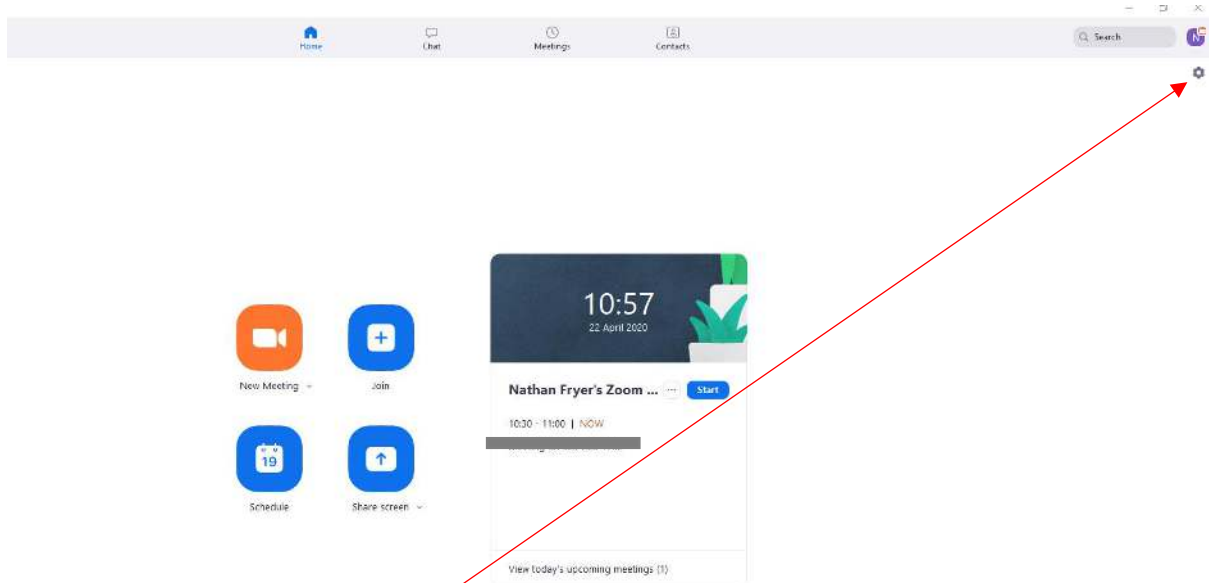 Home
Chat
Meetings
Contacts
Search
N
10:57
22 April 2020
New Meeting
Join
Nathan Fryer's Zoom ...
Start
10:30 - 11:00 | NOW
19
Schedule
Share screen
View today's upcoming meetings (1)